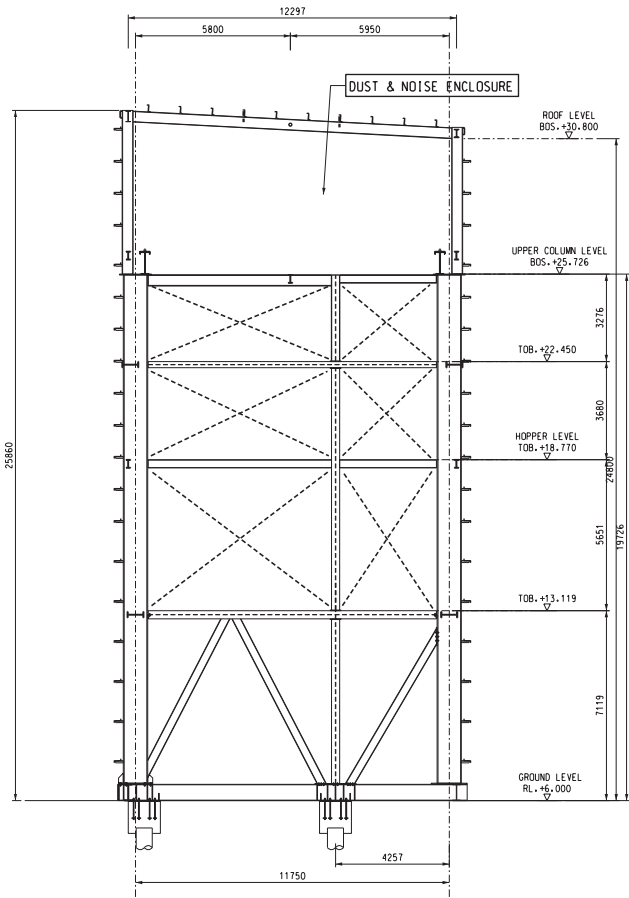 12297
5800
5950
DUST & NOISE ENCLOSURE
ROOF LEVEL
BOS.+30.800
UPPER COLUMN LEVEL
BOS.+25.726
3276
TOB.+22.450
3680
HOPPER LEVEL
TOB.+18.770
25860
24800
19726
5651
TOB.+13.119
7119
GROUND LEVEL
RL.+6.000
4257
11750